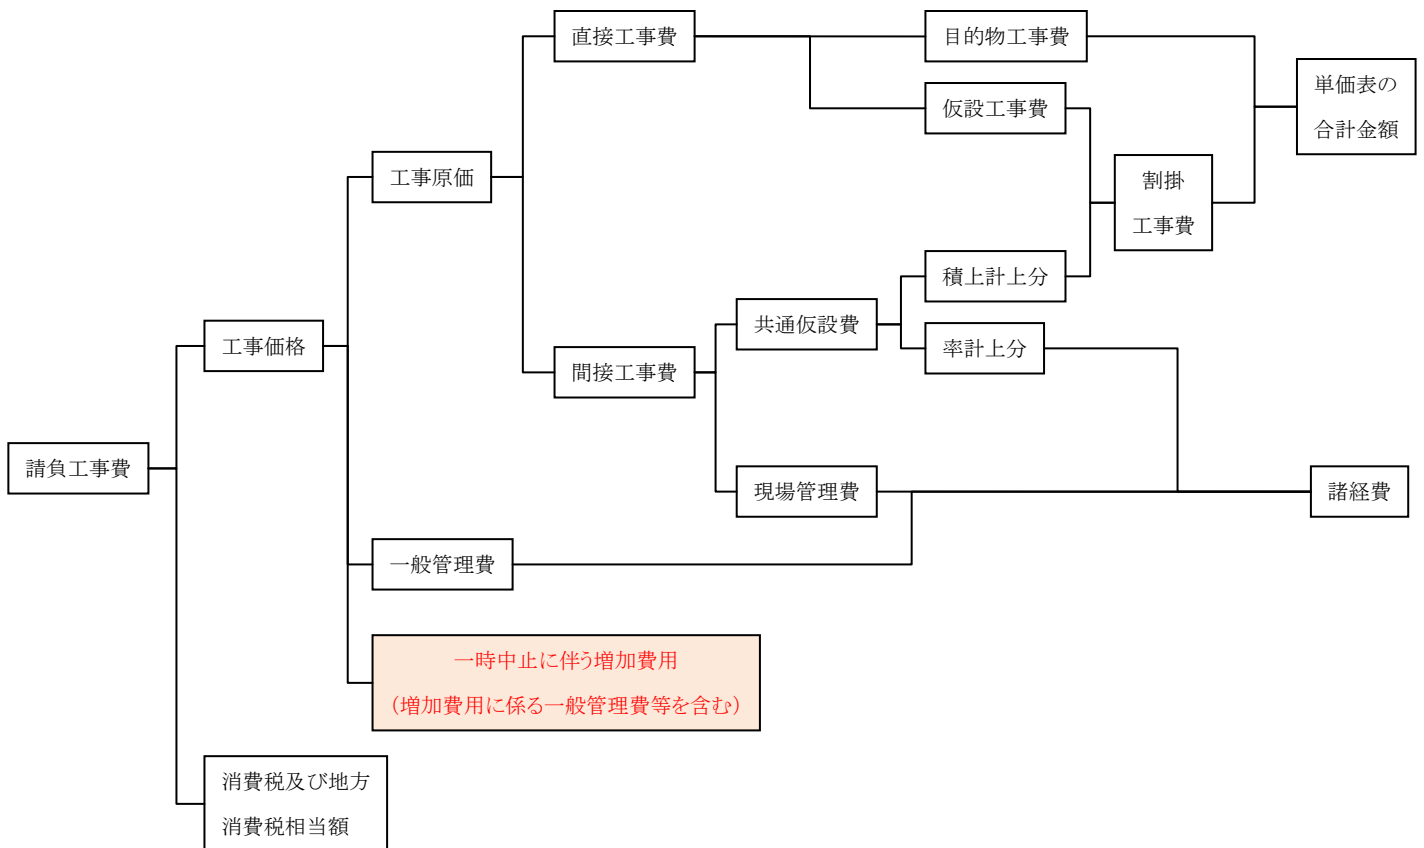 直接工事費
目的物工事費
単価表の
合計金額
仮設工事費
工事原価
割掛
工事費
積上計上分
共通仮設費
率計上分
工事価格
間接工事費
請負工事費
現場管理費
諸経費
一般管理費
一時中止に伴う増加費用
（増加費用に係る一般管理費等を含む）
消費税及び地方
消費税相当額